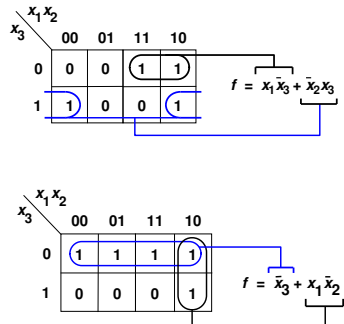 x₁x₂
x₃
00 01 11 10
0 0 0 1 1
1 1 0 0 1
f = x₁x̄₃ + x̄₂x₃
x₁x₂
x₃
00 01 11 10
0 1 1 1 1
1 0 0 0 1
f = x̄₃ + x₁x̄₂